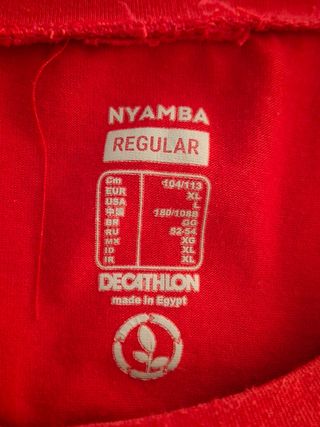 NYAMBA
REGULAR
Cm 104/113
EUR XL
USA L
中国 180/108B
BR GG
RU 52-54
MX XG
ID XL
IR XL
DECATHLON
made in Egypt